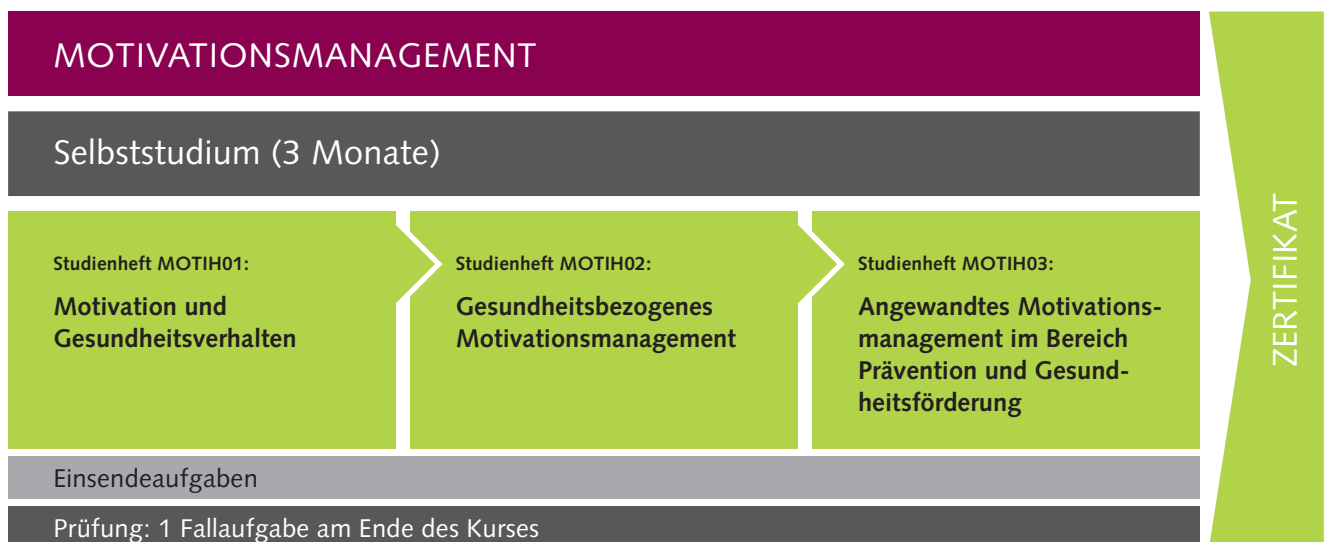 MOTIVATIONSMANAGEMENT
Selbststudium (3 Monate)
Studienheft MOTIH01:
Motivation und
Gesundheitsverhalten
Studienheft MOTIH02:
Gesundheitsbezogenes
Motivationsmanagement
Studienheft MOTIH03:
Angewandtes Motivations-
management im Bereich
Prävention und Gesund-
heitsförderung
Einsendeaufgaben
Prüfung: 1 Fallaufgabe am Ende des Kurses
ZERTIFIKAT